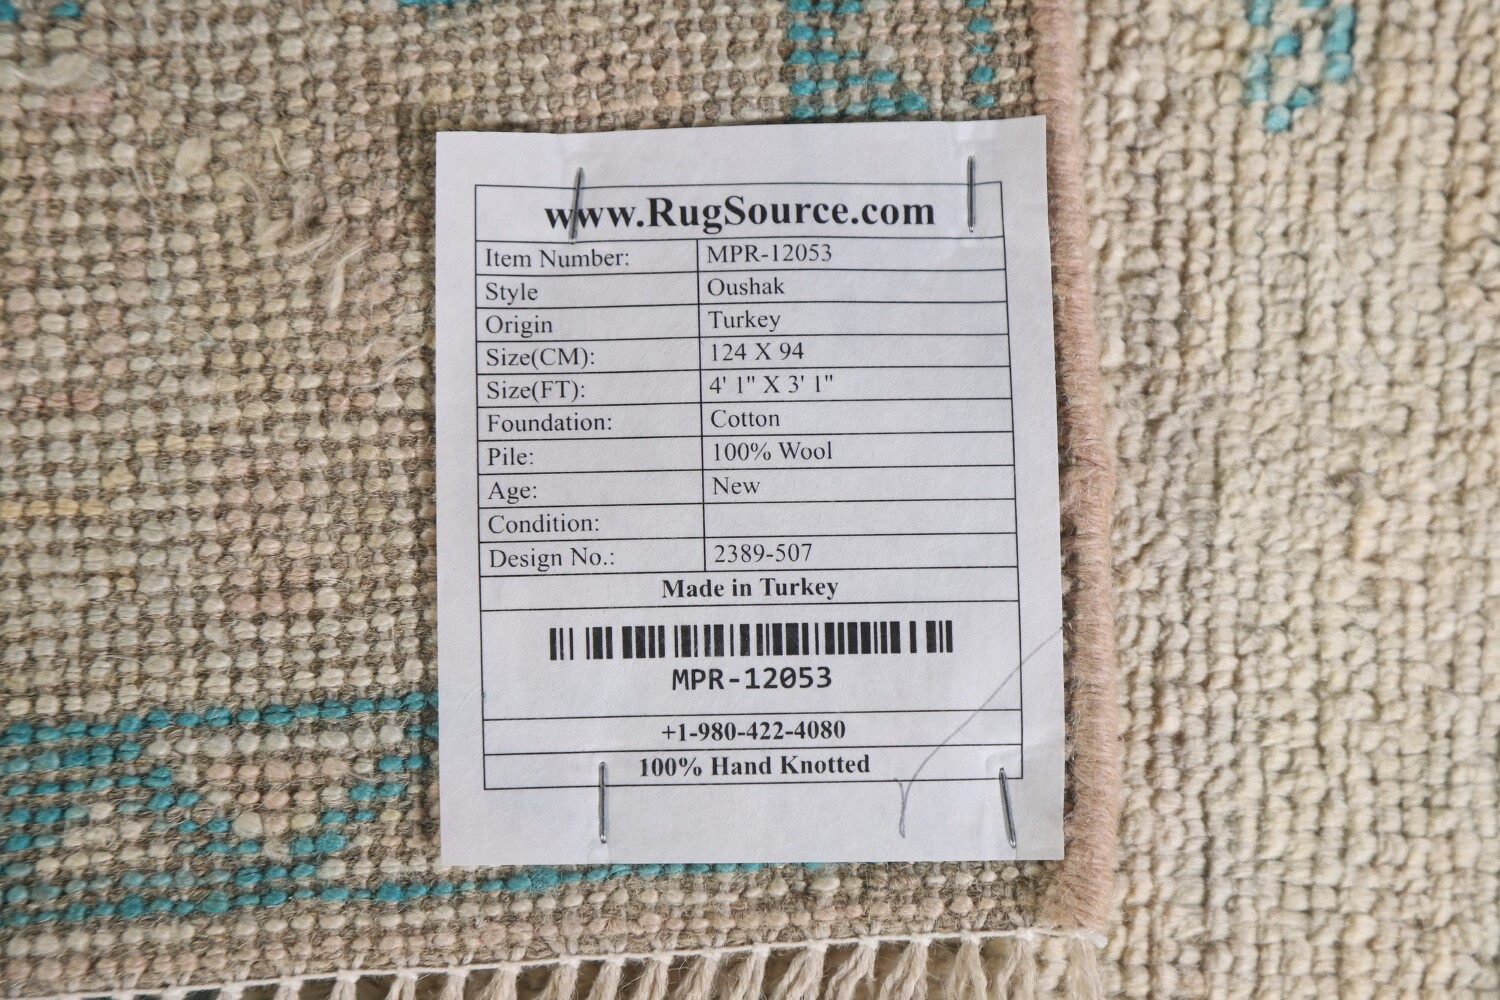 www.RugSource.com
Item Number: MPR-12053
Style Oushak
Origin Turkey
Size(CM): 124 X 94
Size(FT): 4' 1" X 3' 1"
Foundation: Cotton
Pile: 100% Wool
Age: New
Condition:
Design No.: 2389-507
Made in Turkey
MPR-12053
+1-980-422-4080
100% Hand Knotted